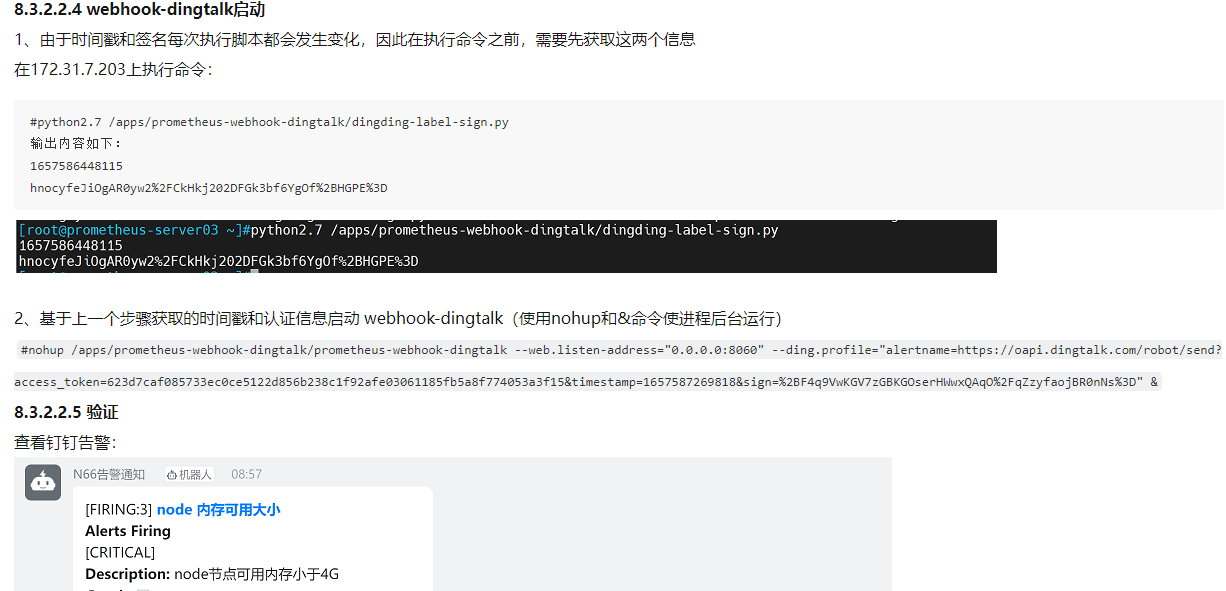 8.3.2.2.4 webhook-dingtalk启动
1、由于时间戳和签名每次执行脚本都会发生变化，因此在执行命令之前，需要先获取这两个信息
在172.31.7.203上执行命令：
#python2.7 /apps/prometheus-webhook-dingtalk/dingding-label-sign.py
输出内容如下：
1657586448115
hnocyfeJiOgAR0yw2%2FCkHkj202DFGk3bf6YgOf%2BHGPE%3D
[root@prometheus-server03 ~]#python2.7 /apps/prometheus-webhook-dingtalk/dingding-label-sign.py
1657586448115
hnocyfeJiOgAR0yw2%2FCkHkj202DFGk3bf6YgOf%2BHGPE%3D
2、基于上一个步骤获取的时间戳和认证信息启动 webhook-dingtalk（使用nohup和&命令使进程后台运行）
#nohup /apps/prometheus-webhook-dingtalk/prometheus-webhook-dingtalk --web.listen-address="0.0.0.0:8060" --ding.profile="alertname=https://oapi.dingtalk.com/robot/send?
access_token=623d7caf085733ec0ce5122d856b238c1f92afe03061185fb5a8f774053a3f15&timestamp=1657587269818&sign=%2BF4q9VwKGV7zGBKGOserHWwxQAqO%2FqZzyfaojBR0nNs%3D" &
8.3.2.2.5 验证
查看钉钉告警：
N66告警通知 机器人 08:57
[FIRING:3] node 内存可用大小
Alerts Firing
[CRITICAL]
Description: node节点可用内存小于4G